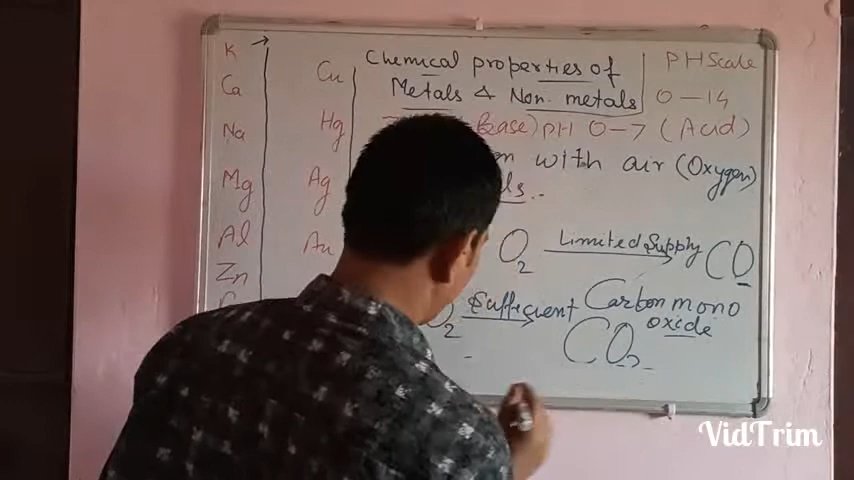 K →
Ca
Na
Mg
Al
Zn
Cu
Hg
Ag
Au
Chemical properties of
Metals & Non. metals
PH Scale
0 - 14
Base) PH 0-7 (Acid)
with air (Oxygen)
O2 Limited Supply CO
Carbon mono
oxide
O2 Sufficient CO2
VidTrim